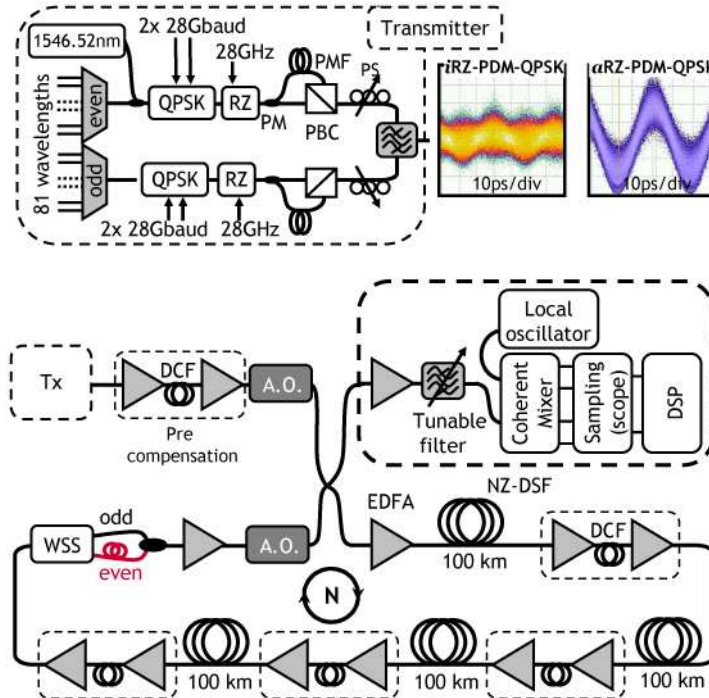 Transmitter
1546.52nm
2x 28Gbaud
28GHz
PMF
PS
81 wavelengths
even
QPSK
RZ
PM
PBC
odd
QPSK
RZ
2x 28Gbaud
28GHz
iRZ-PDM-QPSK
10ps/div
aRZ-PDM-QPSK
10ps/div
Tx
DCF
Pre
compensation
A.O.
Local
oscillator
Tunable
filter
Coherent
Mixer
Sampling
(scope)
DSP
WSS
odd
even
A.O.
N
EDFA
NZ-DSF
100 km
DCF
100 km
100 km
100 km